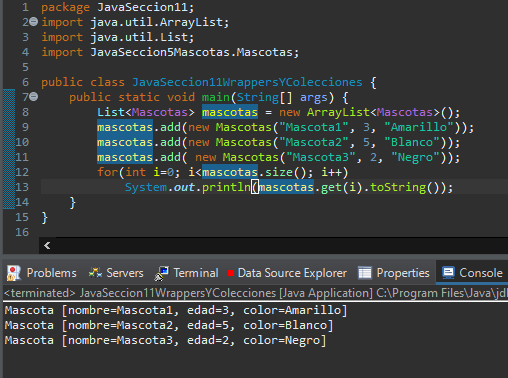 1 package JavaSeccion11;
2 import java.util.ArrayList;
3 import java.util.List;
4 import JavaSeccion5Mascotas.Mascotas;
5
6 public class JavaSeccion11WrappersYColecciones {
7 public static void main(String[] args) {
8 List<Mascotas> mascotas = new ArrayList<Mascotas>();
9 mascotas.add(new Mascotas("Mascota1", 3, "Amarillo"));
10 mascotas.add(new Mascotas("Mascota2", 5, "Blanco"));
11 mascotas.add( new Mascotas("Mascota3", 2, "Negro"));
12 for(int i=0; i<mascotas.size(); i++)
13 System.out.println(mascotas.get(i).toString());
14 }
15 }
16
Problems Servers Terminal Data Source Explorer Properties Console
<terminated> JavaSeccion11WrappersYColecciones [Java Application] C:\Program Files\Java\jd
Mascota [nombre=Mascota1, edad=3, color=Amarillo]
Mascota [nombre=Mascota2, edad=5, color=Blanco]
Mascota [nombre=Mascota3, edad=2, color=Negro]